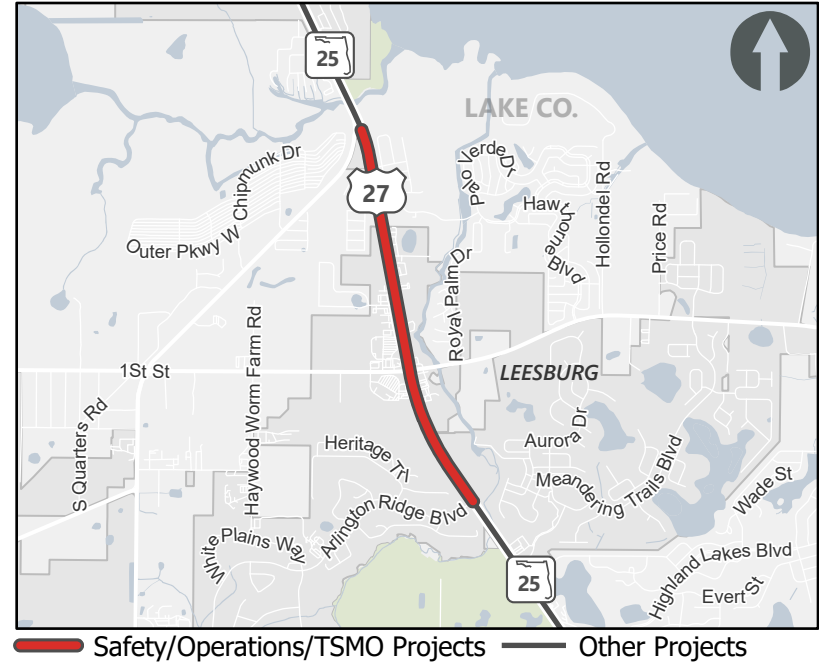 25
LAKE CO.
Palo Verde Dr
Chipmunk Dr
27
Hawthorne Blvd
Hollondel Rd
Price Rd
Outer Pkwy W
Royal Palm Dr
Haywood Worm Farm Rd
1St St
LEESBURG
S Quarters Rd
Aurora Dr
Heritage Trl
Meandering Trails Blvd
Wade St
Arlington Ridge Blvd
White Plains Way
Highland Lakes Blvd
25
Evert St
Safety/Operations/TSMO Projects
Other Projects